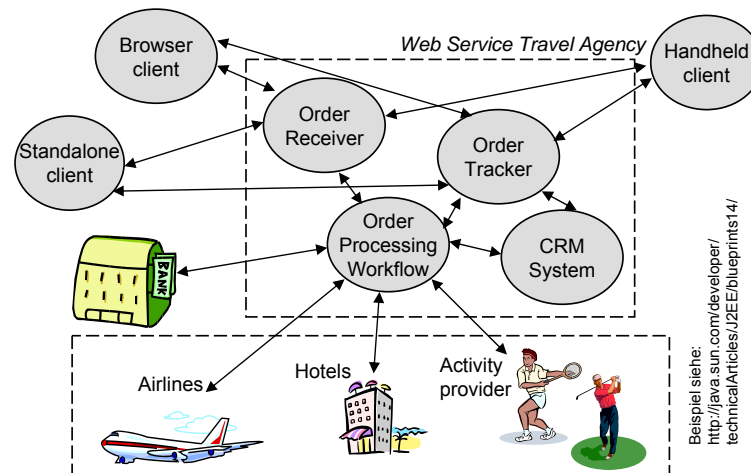 Browser
client
Web Service Travel Agency
Handheld
client
Order
Receiver
Order
Tracker
Standalone
client
Order
Processing
Workflow
CRM
System
BANK
Airlines
Hotels
Activity
provider
Beispiel siehe:
http://java.sun.com/developer/
technicalArticles/J2EE/blueprints14/